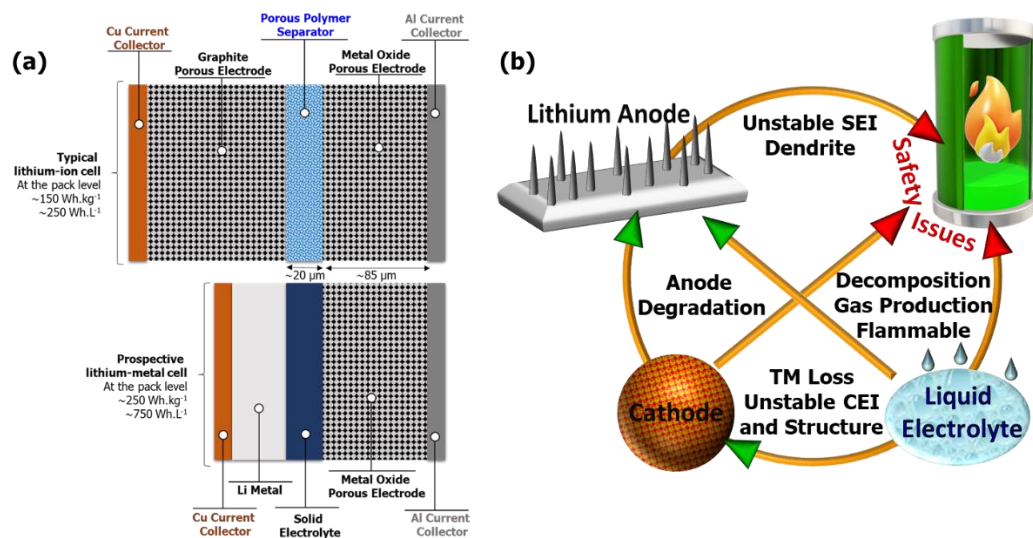 (a)
Cu Current
Collector
Porous Polymer
Separator
Al Current
Collector
Graphite
Porous Electrode
Metal Oxide
Porous Electrode
Typical
lithium-ion cell
At the pack level
~150 Wh.kg⁻¹
~250 Wh.L⁻¹
~20 µm
~85 µm
Prospective
lithium-metal cell
At the pack level
~250 Wh.kg⁻¹
~750 Wh.L⁻¹
Li Metal
Metal Oxide
Porous Electrode
Cu Current
Collector
Solid
Electrolyte
Al Current
Collector
(b)
Lithium Anode
Unstable SEI
Dendrite
Safety
Issues
Anode
Degradation
Decomposition
Gas Production
Flammable
Cathode
TM Loss
Unstable CEI
and Structure
Liquid
Electrolyte